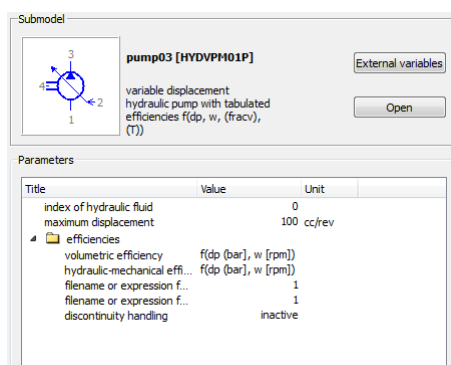 Submodel
3
4
2
1
pump03 [HYDVPM01P]
variable displacement
hydraulic pump with tabulated
efficiencies f(dp, w, (fracv),
(T))
External variables
Open
Parameters
Title Value Unit
index of hydraulic fluid 0
maximum displacement 100 cc/rev
efficiencies
volumetric efficiency f(dp (bar], w [rpm])
hydraulic-mechanical effi... f(dp (bar], w [rpm])
filename or expression f... 1
filename or expression f... 1
discontinuity handling inactive